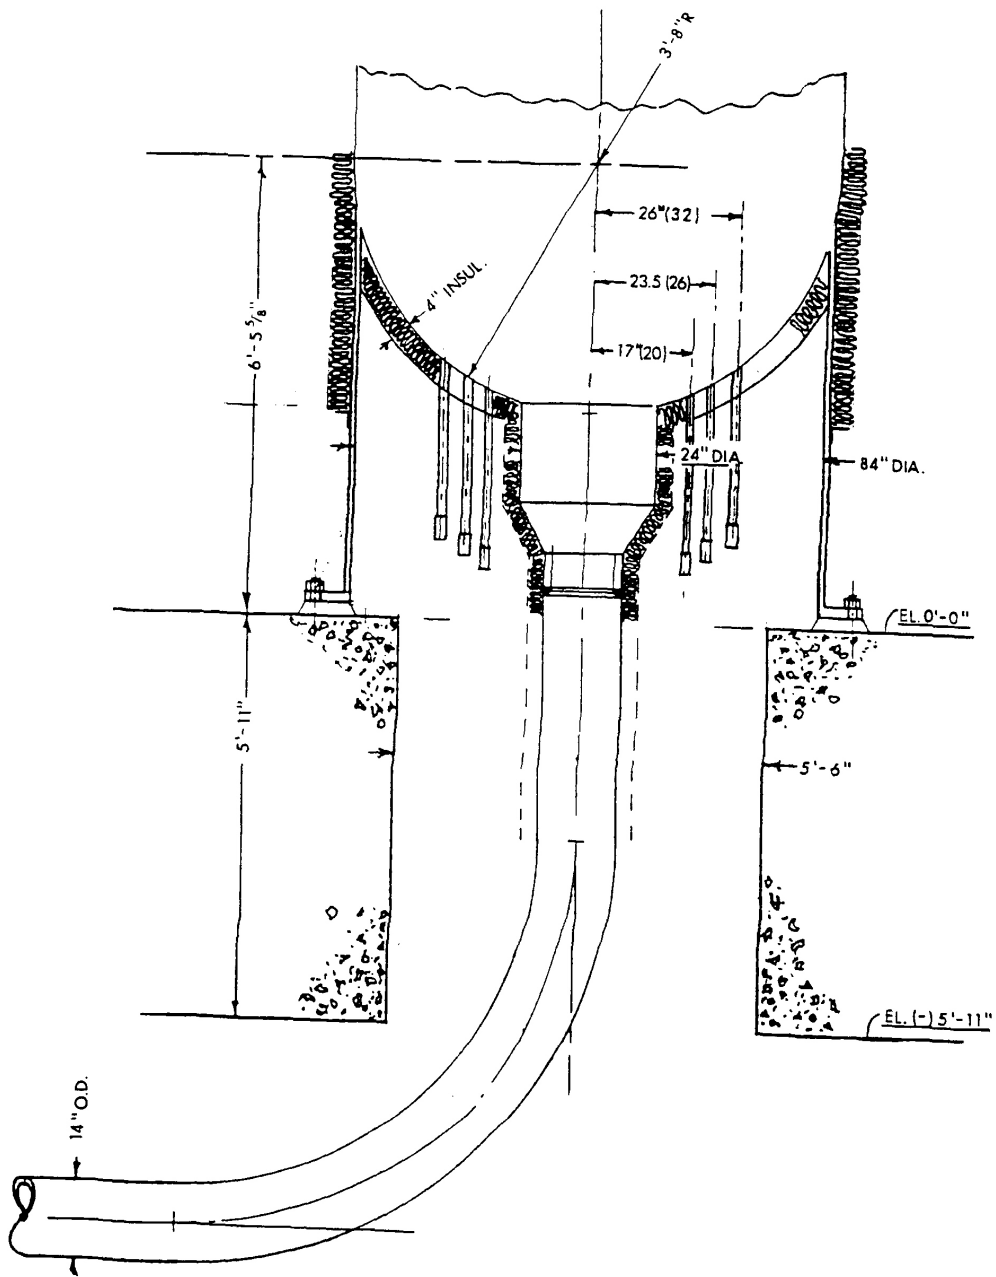 3'-8"R
26"(32)
23.5 (26)
17"(20)
4" INSUL.
6'-5 5/8"
24" DIA
84" DIA.
EL. 0'-0"
5'-11"
5'-6"
EL. (-) 5'-11"
14" O.D.